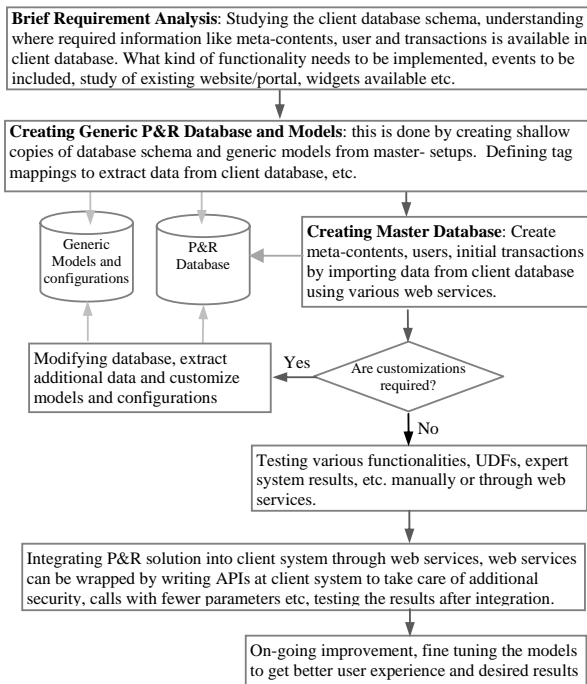 Brief Requirement Analysis: Studying the client database schema, understanding
where required information like meta-contents, user and transactions is available in
client database. What kind of functionality needs to be implemented, events to be
included, study of existing website/portal, widgets available etc.
Creating Generic P&R Database and Models: this is done by creating shallow
copies of database schema and generic models from master- setups. Defining tag
mappings to extract data from client database, etc.
Generic
Models and
configurations
P&R
Database
Creating Master Database: Create
meta-contents, users, initial transactions
by importing data from client database
using various web services.
Modifying database, extract
additional data and customize
models and configurations
Yes
Are customizations
required?
No
Testing various functionalities, UDFs, expert
system results, etc. manually or through web
services.
Integrating P&R solution into client system through web services, web services
can be wrapped by writing APIs at client system to take care of additional
security, calls with fewer parameters etc, testing the results after integration.
On-going improvement, fine tuning the models
to get better user experience and desired results